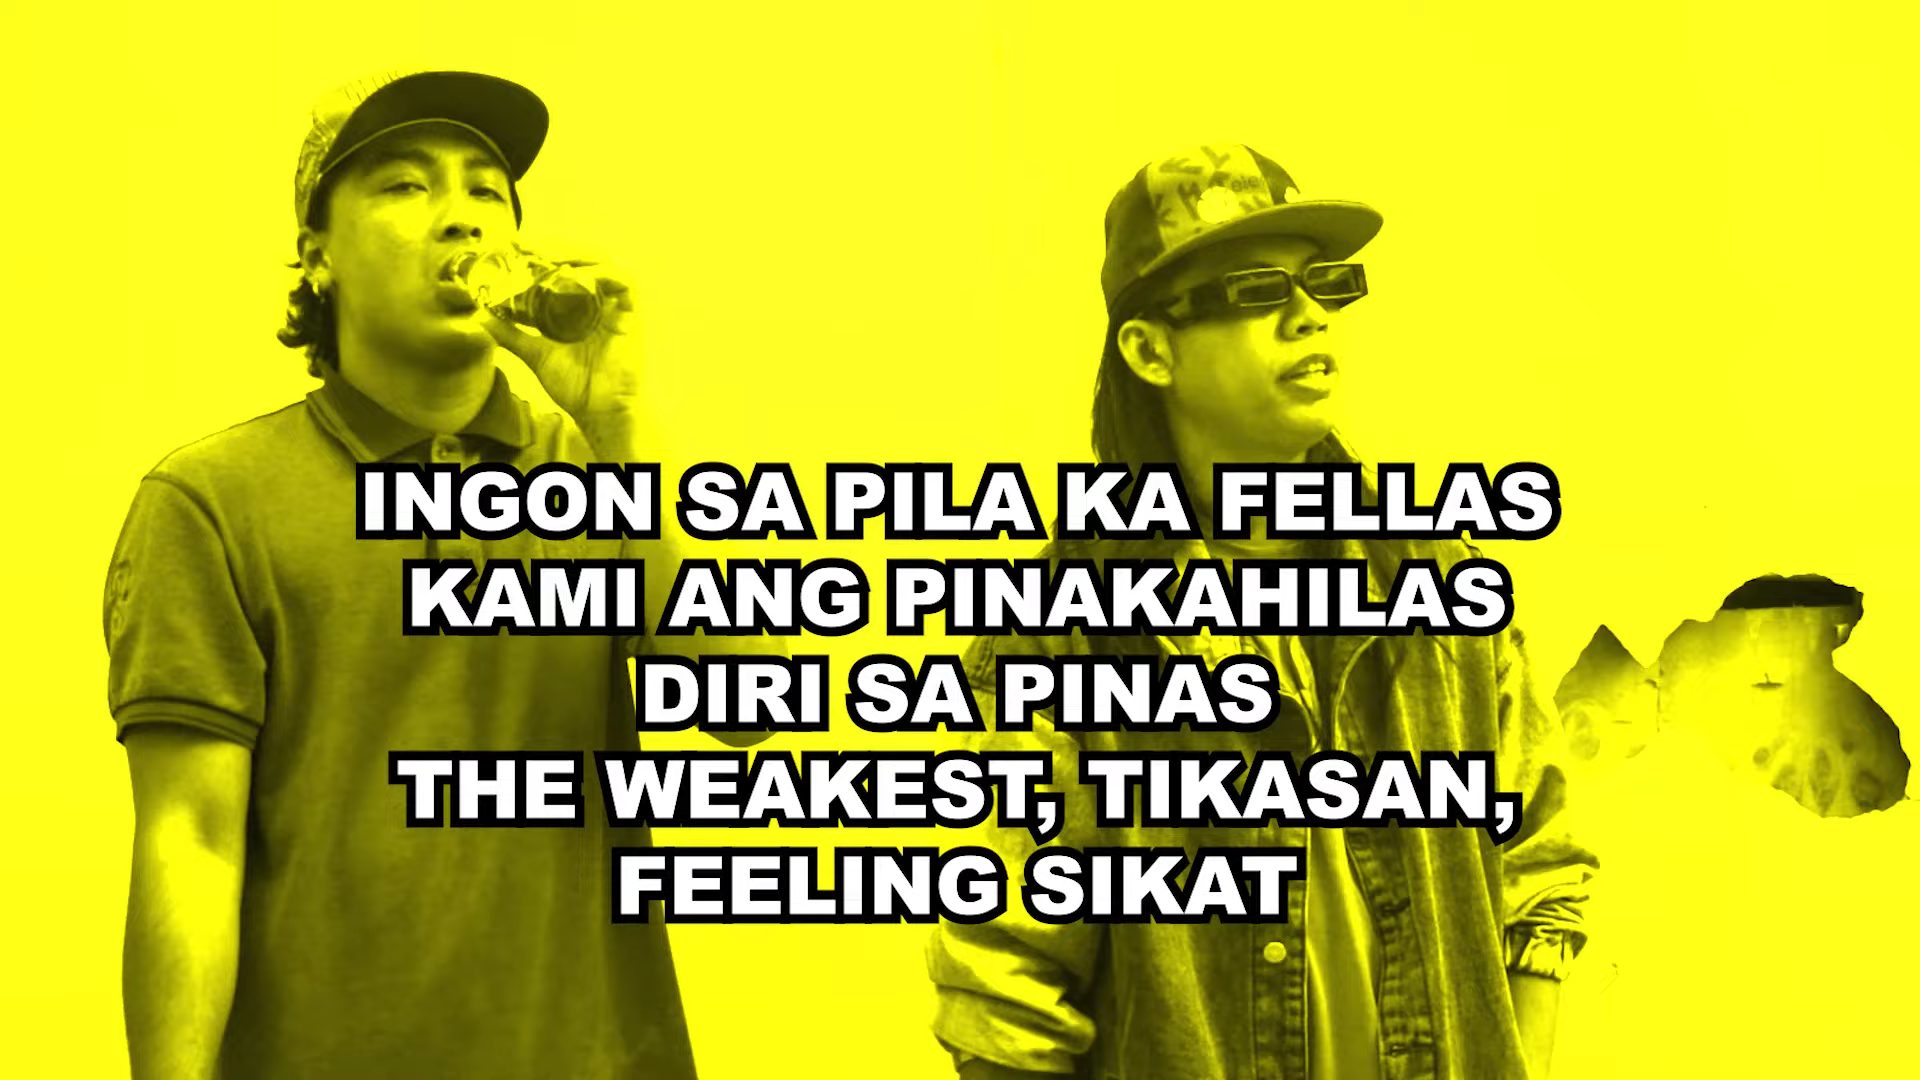 INGON SA PILA KA FELLAS
KAMI ANG PINAKAHILAS
DIRI SA PINAS
THE WEAKEST, TIKASAN,
FEELING SIKAT